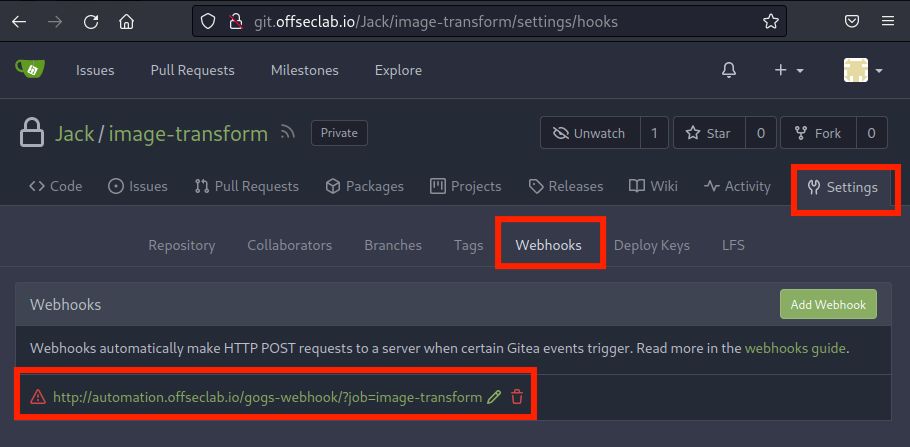 git.offseclab.io/Jack/image-transform/settings/hooks
Issues Pull Requests Milestones Explore
Jack / image-transform Private Unwatch 1 Star 0 Fork 0
Code Issues Pull Requests Packages Projects Releases Wiki Activity Settings
Repository Collaborators Branches Tags Webhooks Deploy Keys LFS
Webhooks Add Webhook
Webhooks automatically make HTTP POST requests to a server when certain Gitea events trigger. Read more in the webhooks guide.
http://automation.offseclab.io/gogs-webhook/?job=image-transform